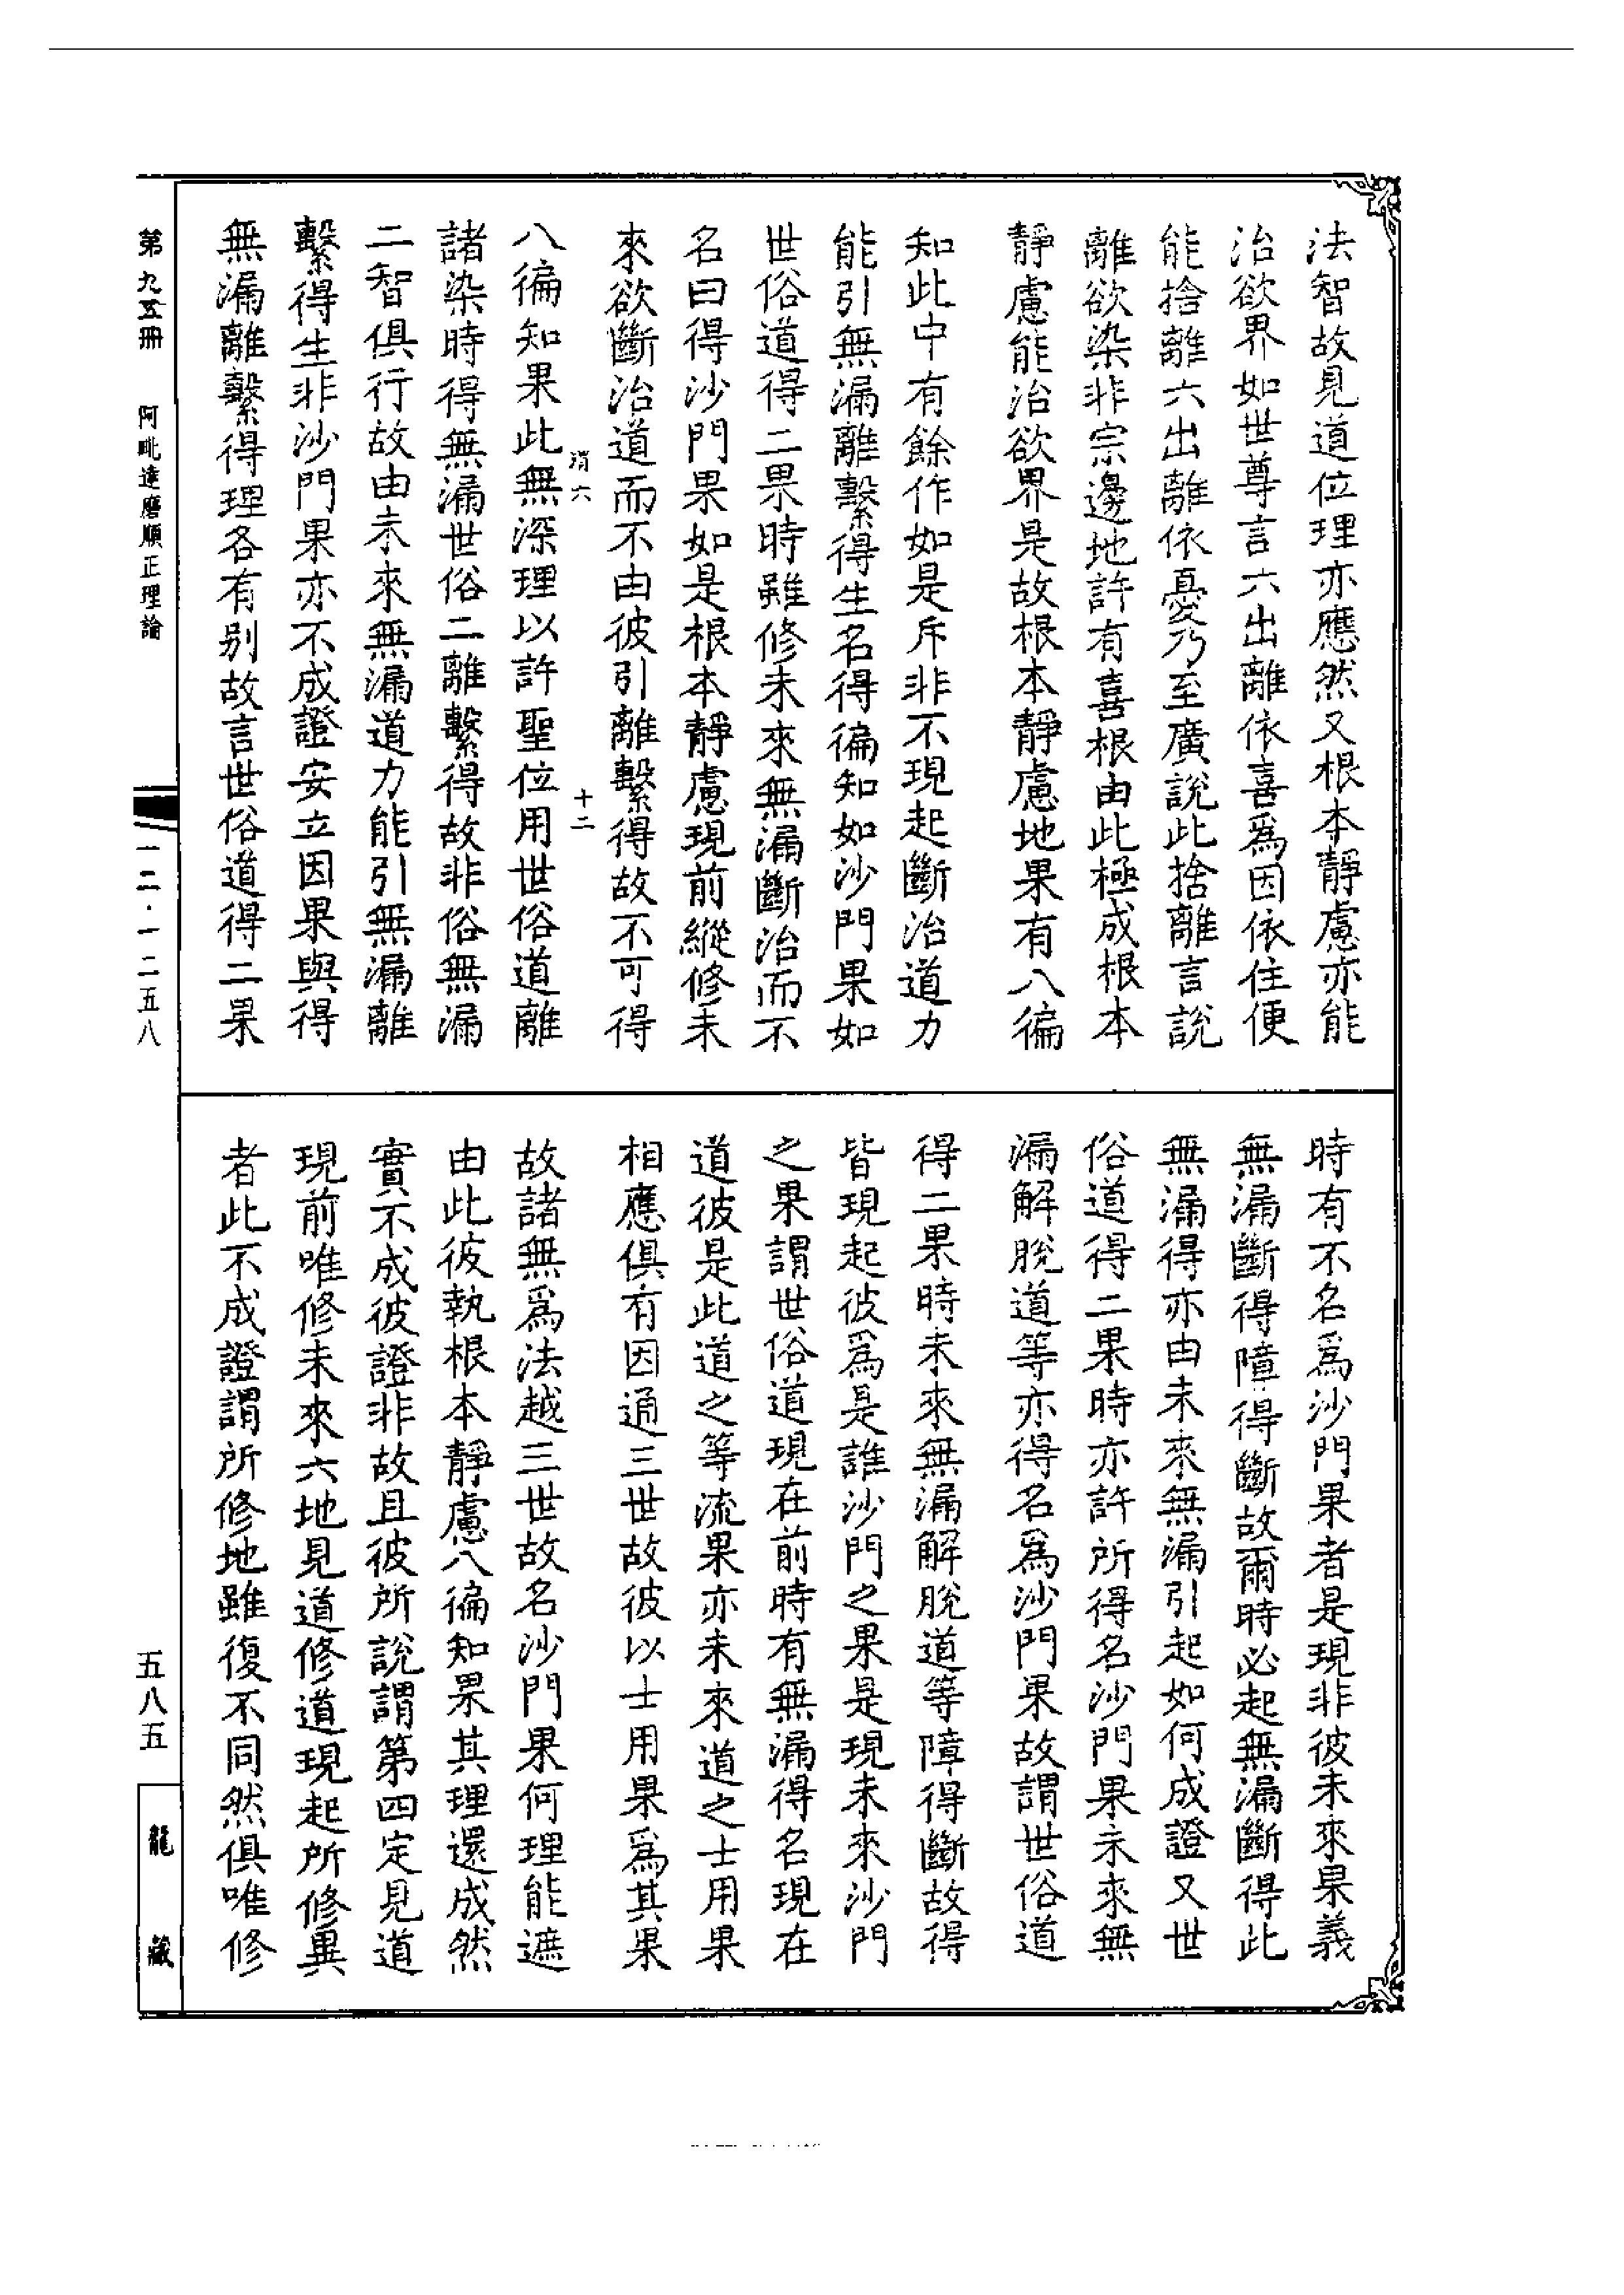 法智故見道位理亦應然又根本靜慮亦能
治欲界如世尊言六出離依喜爲因依住便
能捨離六出離依憂乃至廣說此捨離言說
離欲染非宗邊地許有喜根由此極成根本
靜慮能治欲界是故根本靜慮地果有八徧
知此中有餘作如是斥非不現起斷治道力
能引無漏離繫得生名得徧知如沙門果如
世俗道得二果時雖修未來無漏斷治而不
名曰得沙門果如是根本靜慮現前縱修未
來欲斷治道而不由彼引離繫得故不可得
渭六 十二
八徧知果此無深理以許聖位用世俗道離
諸染時得無漏世俗二離繫得故非俗無漏
二智俱行故由未來無漏道力能引無漏離
繫得生非沙門果亦不成證安立因果與得
無漏離繫得理各有別故言世俗道得二果
時有不名爲沙門果者是現非彼未來果義
無漏斷得障得斷故爾時必起無漏斷得此
無漏得亦由未來無漏引起如何成證又世
俗道得二果時亦許所得名沙門果未來無
漏解脫道等亦得名爲沙門果故謂世俗道
得二果時未來無漏解脫道等障得斷故得
皆現起彼爲是誰沙門之果是現未來沙門
之果謂世俗道現在前時有無漏得名現在
道彼是此道之等流果亦未來道之士用果
相應俱有因通三世故彼以士用果爲其果
故諸無爲法越三世故名沙門果何理能遮
由此彼執根本靜慮八徧知果其理還成然
實不成彼證非故且彼所說謂第四定見道
現前唯修未來六地見道修道現起所修異
者此不成證謂所修地雖復不同然俱唯修
第九五冊 阿毗達磨順正理論
一二·一二五八
五八五
龍藏